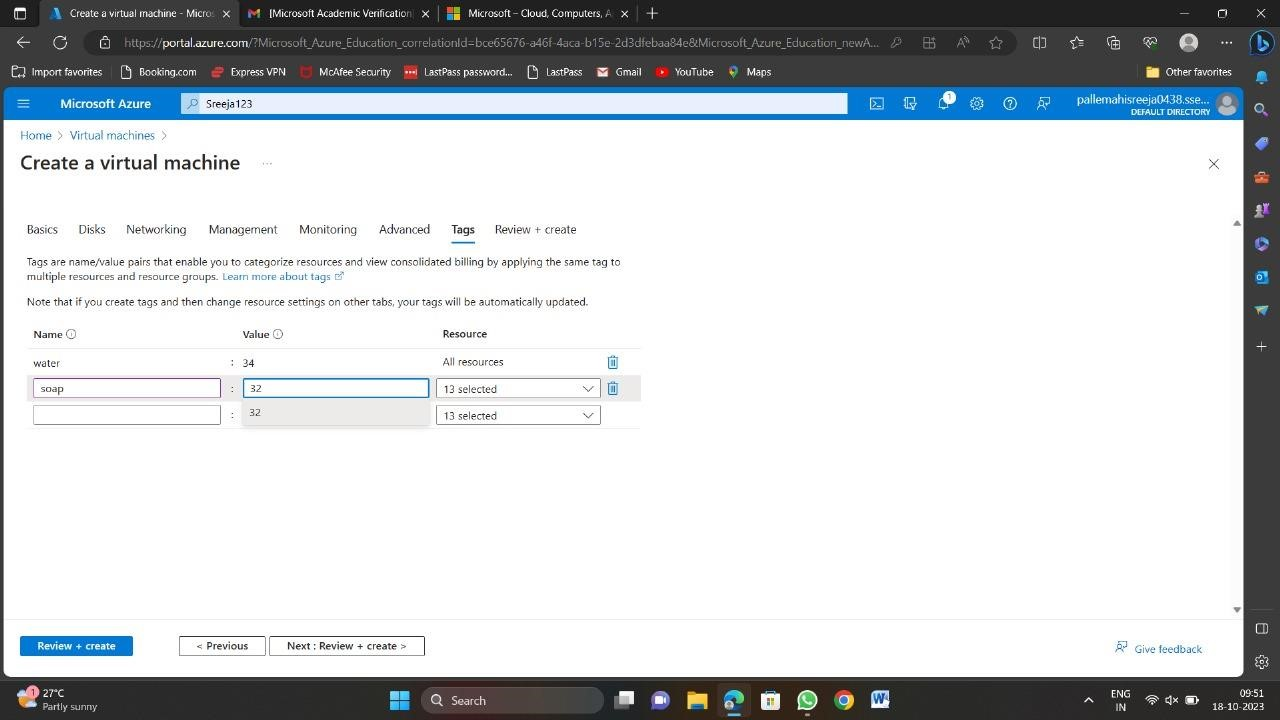 Create a virtual machine - Micros
[Microsoft Academic Verification]
Microsoft – Cloud, Computers, A
https://portal.azure.com/?Microsoft_Azure_Education_correlationId=bce65676-a46f-4aca-b15e-2d3dfebaa84e&Microsoft_Azure_Education_newA...
Import favorites
Booking.com
Express VPN
McAfee Security
LastPass password...
LastPass
Gmail
YouTube
Maps
Other favorites
Microsoft Azure
Sreeja123
1
pallemahisreeja0438.sse...
DEFAULT DIRECTORY
Home > Virtual machines >
Create a virtual machine ...
Basics Disks Networking Management Monitoring Advanced Tags Review + create
Tags are name/value pairs that enable you to categorize resources and view consolidated billing by applying the same tag to
multiple resources and resource groups. Learn more about tags
Note that if you create tags and then change resource settings on other tabs, your tags will be automatically updated.
Name Value Resource
water : 34 All resources
soap : 32 13 selected
: 32 13 selected
Review + create < Previous Next : Review + create > Give feedback
1
27°C
Partly sunny
Search
ENG
IN
09:51
18-10-2023